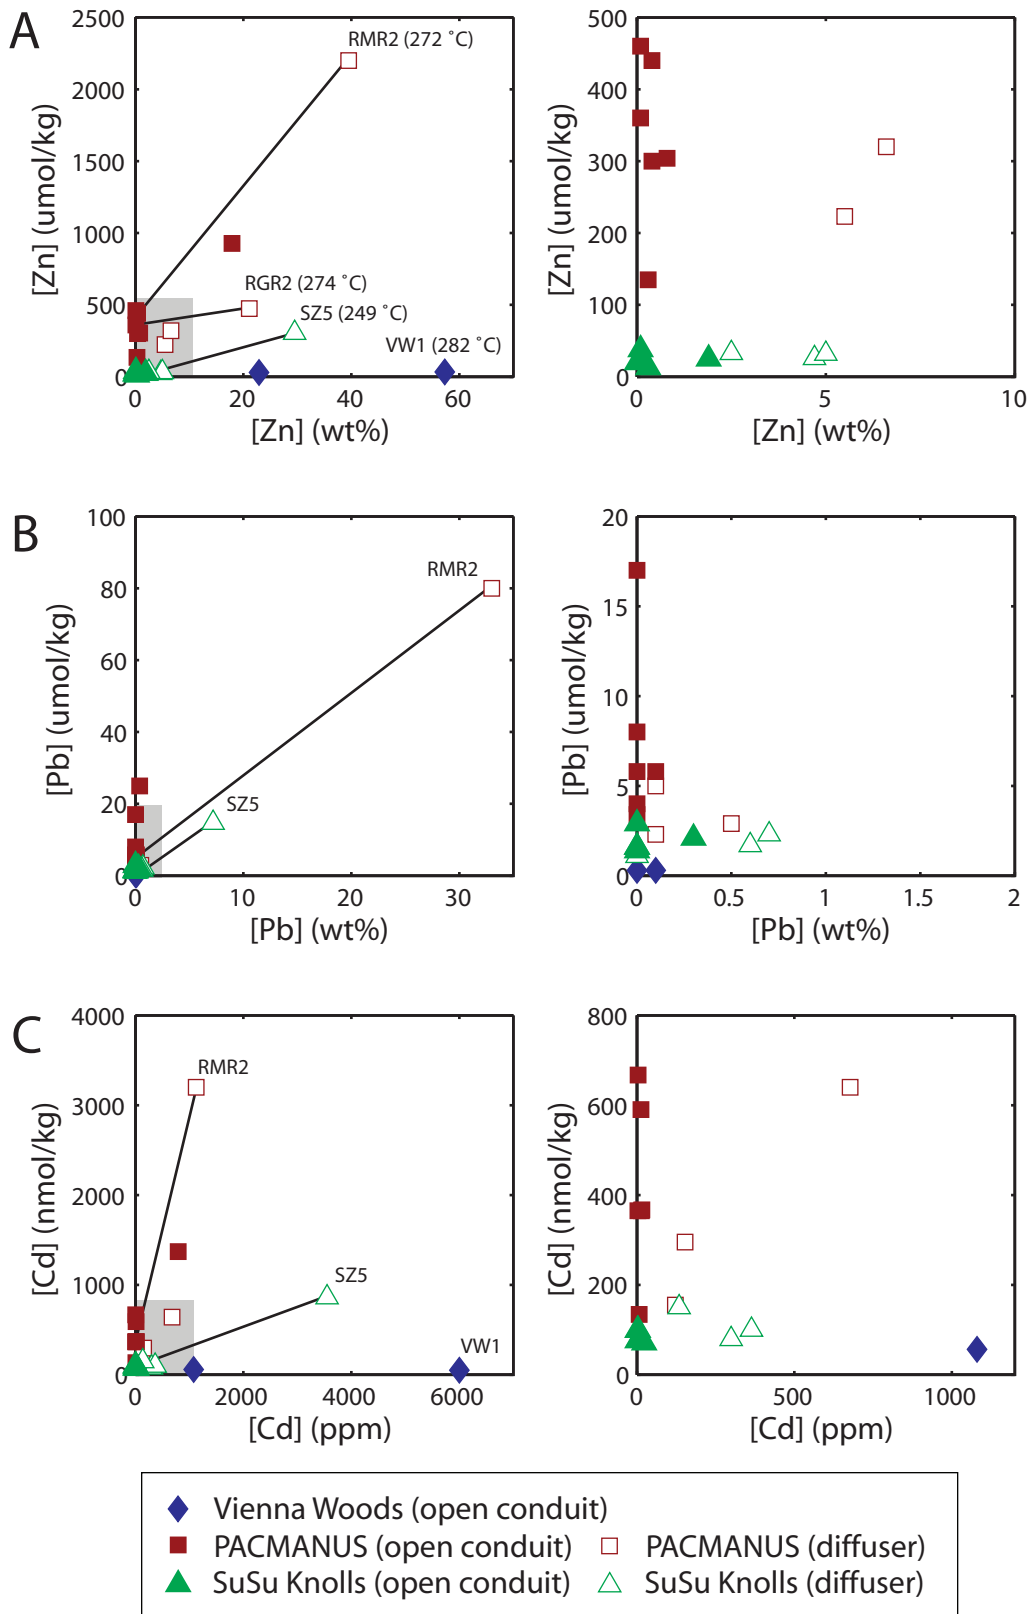 A
2500
2000
1500
1000
500
0
[Zn] (umol/kg)
RMR2 (272 ˚C)
RGR2 (274 ˚C)
SZ5 (249 ˚C)
VW1 (282 ˚C)
0 20 40 60
[Zn] (wt%)
500
400
300
200
100
0
[Zn] (umol/kg)
0 5 10
[Zn] (wt%)
B
100
80
60
40
20
0
[Pb] (umol/kg)
RMR2
SZ5
0 10 20 30
[Pb] (wt%)
20
15
10
5
0
[Pb] (umol/kg)
0 0.5 1 1.5 2
[Pb] (wt%)
C
4000
3000
2000
1000
0
[Cd] (nmol/kg)
RMR2
SZ5
VW1
0 2000 4000 6000
[Cd] (ppm)
800
600
400
200
0
[Cd] (nmol/kg)
0 500 1000
[Cd] (ppm)
Vienna Woods (open conduit)
PACMANUS (open conduit) PACMANUS (diffuser)
SuSu Knolls (open conduit) SuSu Knolls (diffuser)